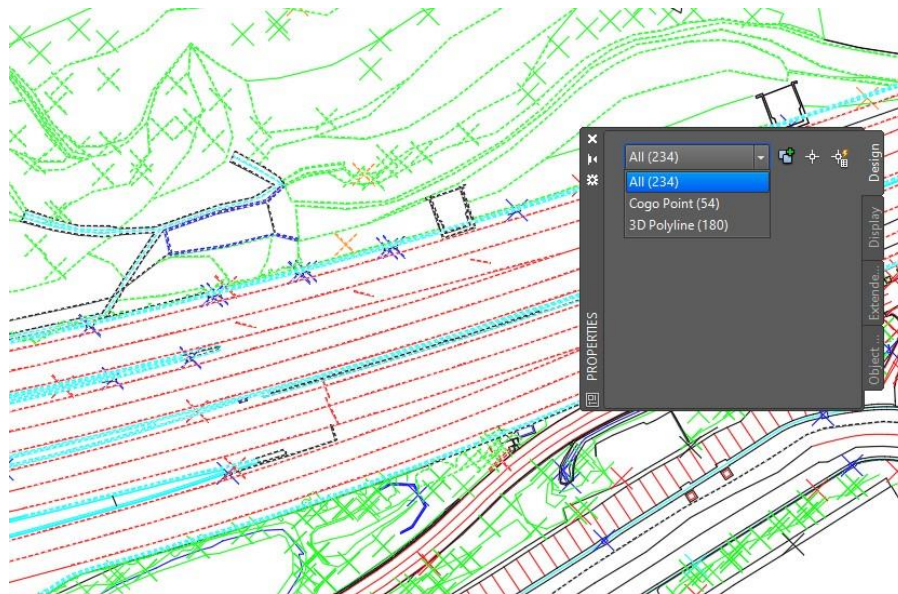 All (234)
All (234)
Cogo Point (54)
3D Polyline (180)
PROPERTIES
Design
Display
Extende...
Object ...